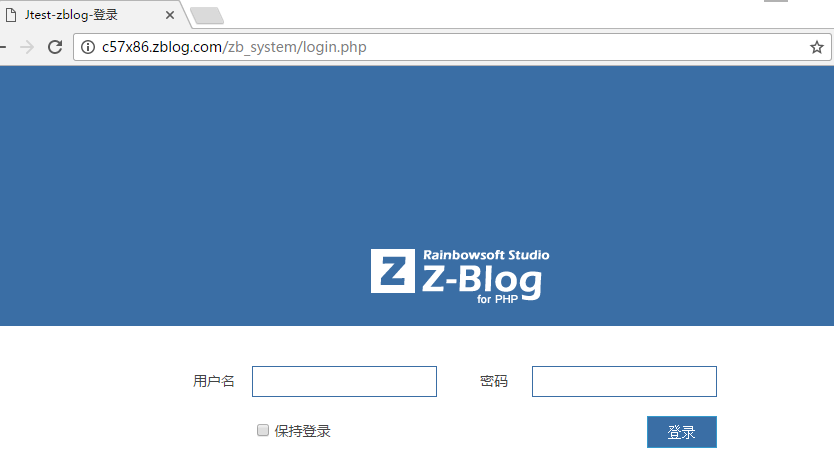 Jtest-zblog-登录
c57x86.zblog.com/zb_system/login.php
Z
Rainbowsoft Studio
Z-Blog
for PHP
用户名 密码
保持登录 登录